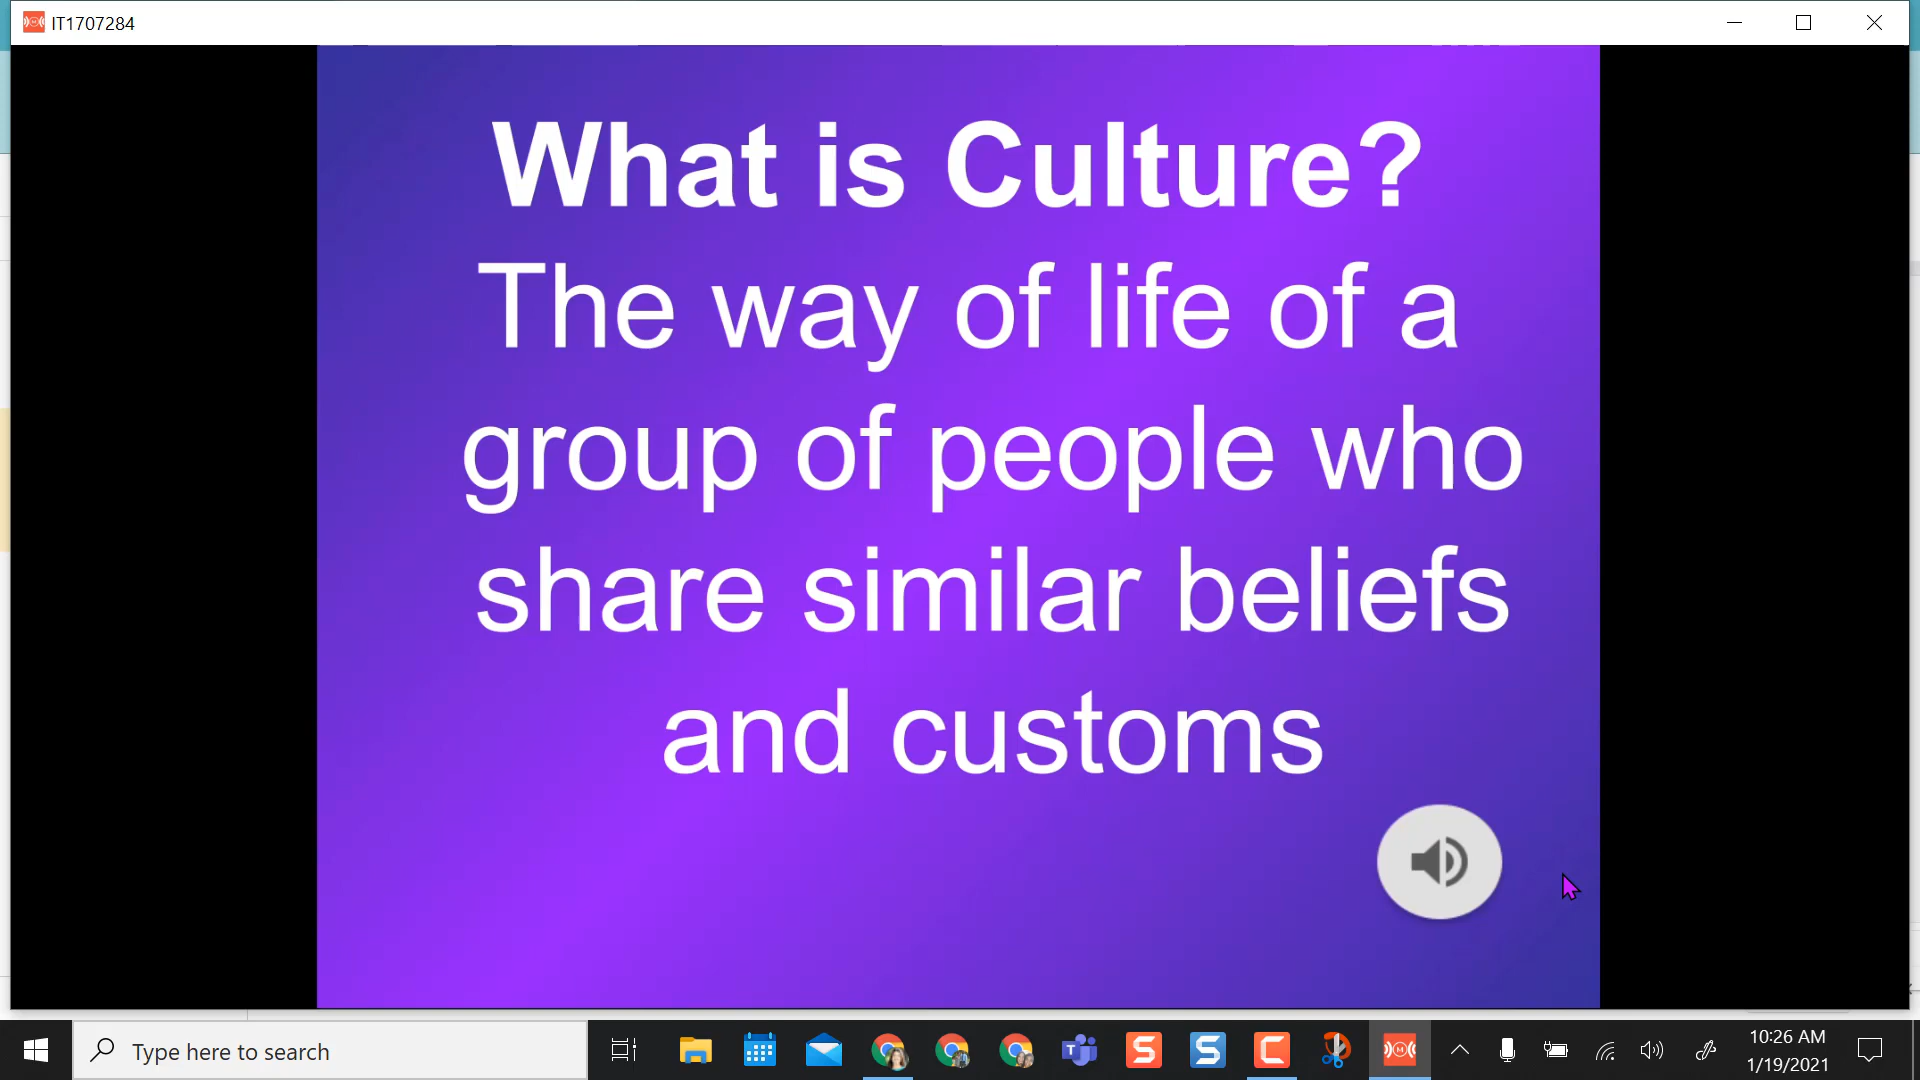 IT1707284
What is Culture?
The way of life of a
group of people who
share similar beliefs
and customs
Type here to search
10:26 AM
1/19/2021